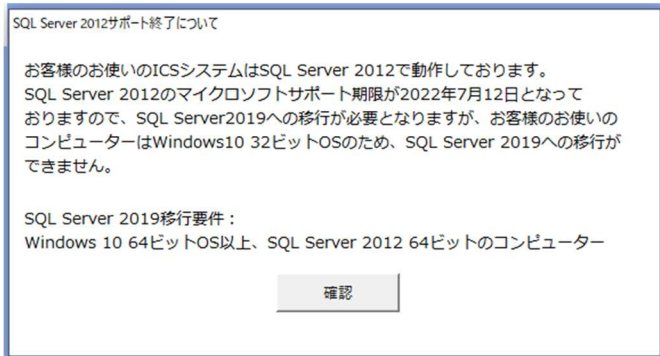 SQL Server 2012サポート終了について
お客様のお使いのICSシステムはSQL Server 2012で動作しております。
SQL Server 2012のマイクロソフトサポート期限が2022年7月12日となって
おりますので、SQL Server2019への移行が必要となりますが、お客様のお使いの
コンピューターはWindows10 32ビットOSのため、SQL Server 2019への移行が
できません。
SQL Server 2019移行要件：
Windows 10 64ビットOS以上、SQL Server 2012 64ビットのコンピューター
確認